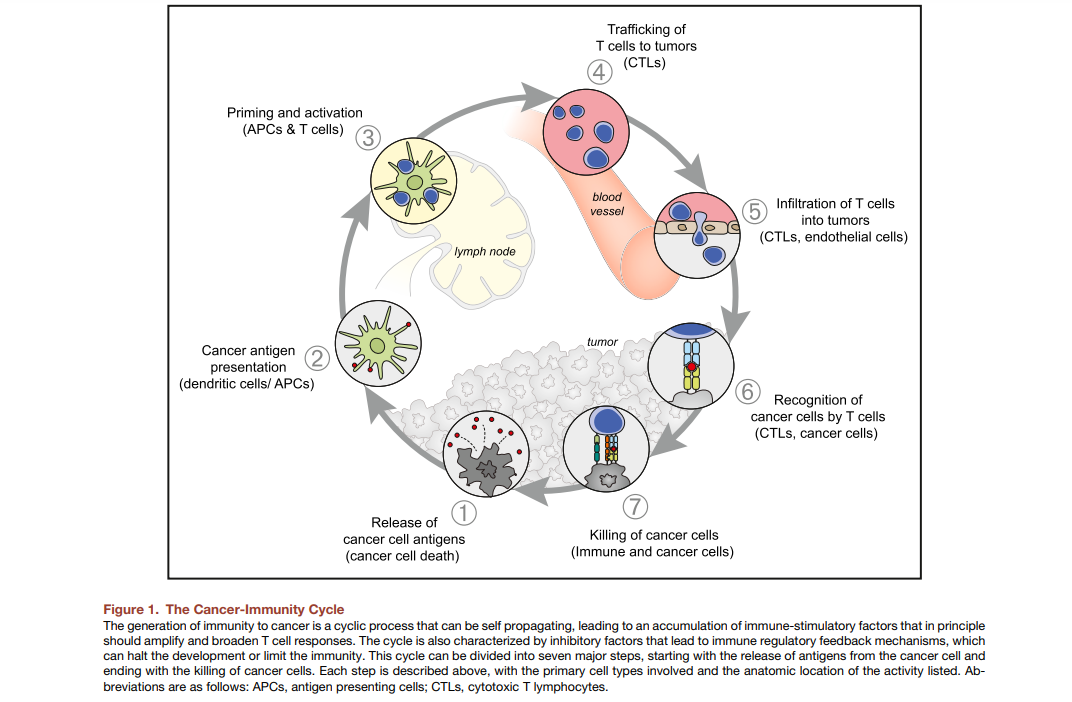 Trafficking of
T cells to tumors
(CTLs)
④
Priming and activation
(APCs & T cells)
③
blood
vessel
⑤
Infiltration of T cells
into tumors
(CTLs, endothelial cells)
lymph node
Cancer antigen
presentation
(dendritic cells/ APCs)
②
tumor
⑥
Recognition of
cancer cells by T cells
(CTLs, cancer cells)
①
Release of
cancer cell antigens
(cancer cell death)
⑦
Killing of cancer cells
(Immune and cancer cells)
Figure 1. The Cancer-Immunity Cycle
The generation of immunity to cancer is a cyclic process that can be self propagating, leading to an accumulation of immune-stimulatory factors that in principle
should amplify and broaden T cell responses. The cycle is also characterized by inhibitory factors that lead to immune regulatory feedback mechanisms, which
can halt the development or limit the immunity. This cycle can be divided into seven major steps, starting with the release of antigens from the cancer cell and
ending with the killing of cancer cells. Each step is described above, with the primary cell types involved and the anatomic location of the activity listed. Ab-
breviations are as follows: APCs, antigen presenting cells; CTLs, cytotoxic T lymphocytes.